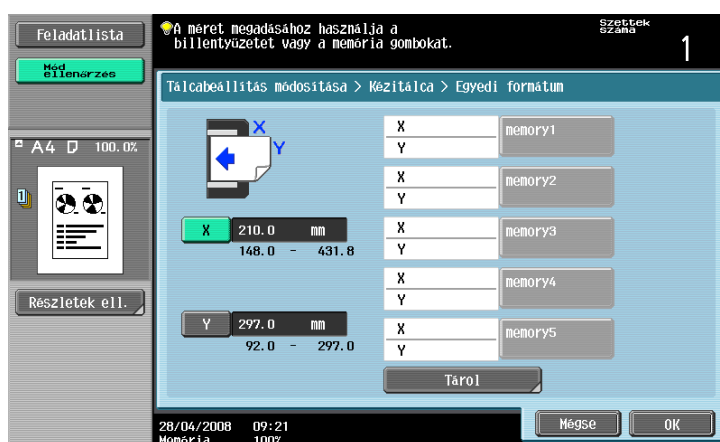 Feladatlista
Mód
ellenőrzés
A4 100.0%
1
Részletek ell.
A méret megadásához használja a
billentyűzetet vagy a memória gombokat.
Szettek
száma
1
Tálcabeállítás módosítása > Kézitálca > Egyedi formátum
X
Y
X 210.0 mm
148.0 - 431.8
Y 297.0 mm
92.0 - 297.0
X
Y
memory1
X
Y
memory2
X
Y
memory3
X
Y
memory4
X
Y
memory5
Tárol
28/04/2008 09:21
Memória 100%
Mégse
OK